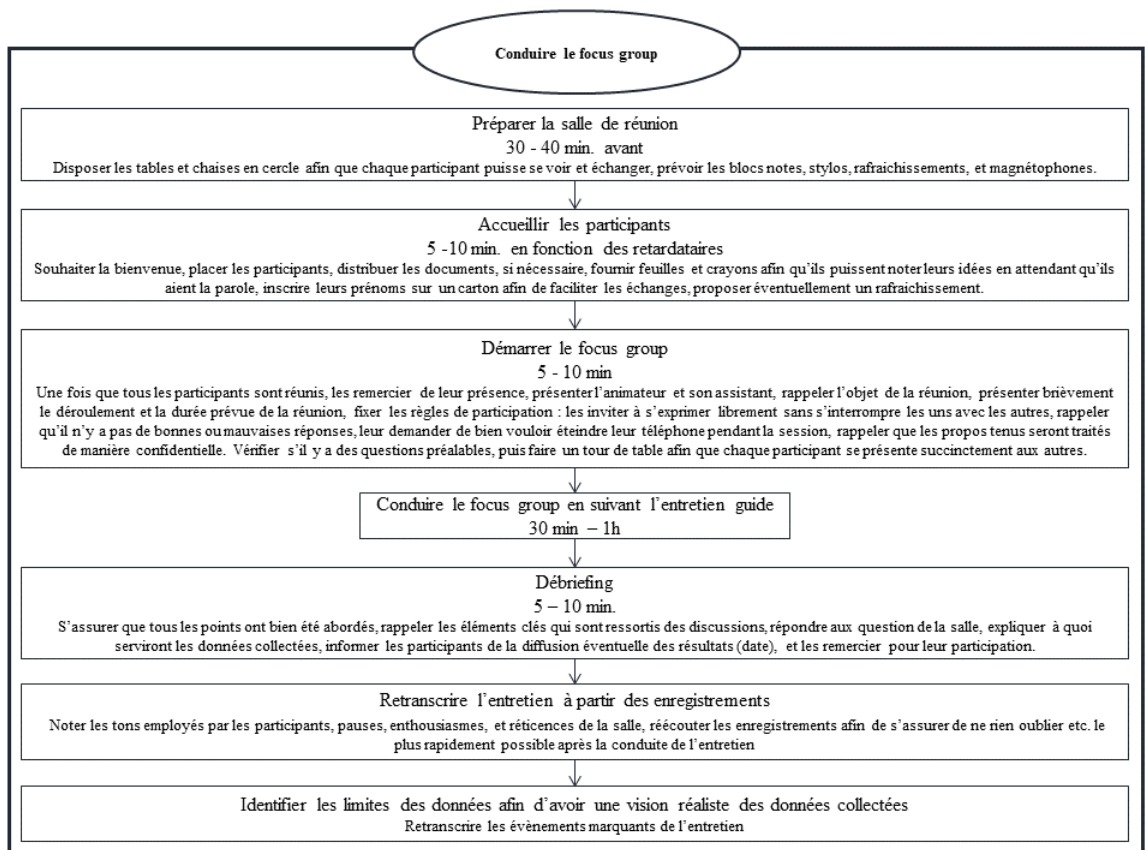 Conduire le focus group
Préparer la salle de réunion
30 - 40 min. avant
Disposer les tables et chaises en cercle afin que chaque participant puisse se voir et échanger, prévoir les blocs notes, stylos, rafraichissements, et magnétophones.
Accueillir les participants
5 -10 min. en fonction des retardataires
Souhaiter la bienvenue, placer les participants, distribuer les documents, si nécessaire, fournir feuilles et crayons afin qu'ils puissent noter leurs idées en attendant qu'ils
aient la parole, inscrire leurs prénoms sur un carton afin de faciliter les échanges, proposer éventuellement un rafraichissement.
Démarrer le focus group
5 - 10 min
Une fois que tous les participants sont réunis, les remercier de leur présence, présenter l'animateur et son assistant, rappeler l'objet de la réunion, présenter brièvement
le déroulement et la durée prévue de la réunion, fixer les règles de participation : les inviter à s'exprimer librement sans s'interrompre les uns avec les autres, rappeler
qu'il n'y a pas de bonnes ou mauvaises réponses, leur demander de bien vouloir éteindre leur téléphone pendant la session, rappeler que les propos tenus seront traités
de manière confidentielle. Vérifier s'il y a des questions préalables, puis faire un tour de table afin que chaque participant se présente succinctement aux autres.
Conduire le focus group en suivant l'entretien guide
30 min – 1h
Débriefing
5 – 10 min.
S'assurer que tous les points ont bien été abordés, rappeler les éléments clés qui sont ressortis des discussions, répondre aux question de la salle, expliquer à quoi
serviront les données collectées, informer les participants de la diffusion éventuelle des résultats (date), et les remercier pour leur participation.
Retranscrire l'entretien à partir des enregistrements
Noter les tons employés par les participants, pauses, enthousiasmes, et réticences de la salle, réécouter les enregistrements afin de s'assurer de ne rien oublier etc. le
plus rapidement possible après la conduite de l'entretien
Identifier les limites des données afin d'avoir une vision réaliste des données collectées
Retranscrire les évènements marquants de l'entretien